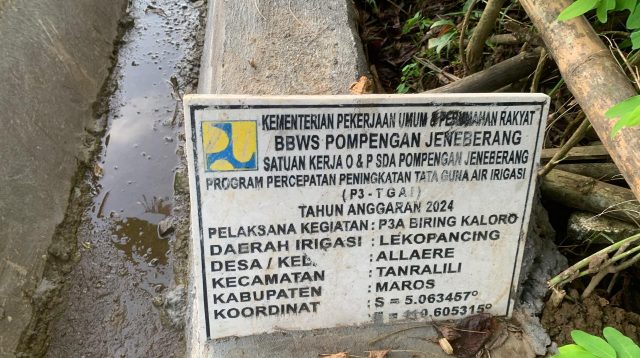 KEMENTERIAN PEKERJAAN UMUM & PERUMAHAN RAKYAT
BBWS POMPENGAN JENEBERANG
SATUAN KERJA O & P SDA POMPENGAN JENEBERANG
PROGRAM PERCEPATAN PENINGKATAN TATA GUNA AIR IRIGASI
(P3-TGAI)
TAHUN ANGGARAN 2024
PELAKSANA KEGIATAN : P3A BIRING KALORO
DAERAH IRIGASI : LEKOPANCING
DESA / KEL. : ALLAERE
KECAMATAN : TANRALILI
KABUPATEN : MAROS
KOORDINAT : S = 5.063457°
E = 119.605315°